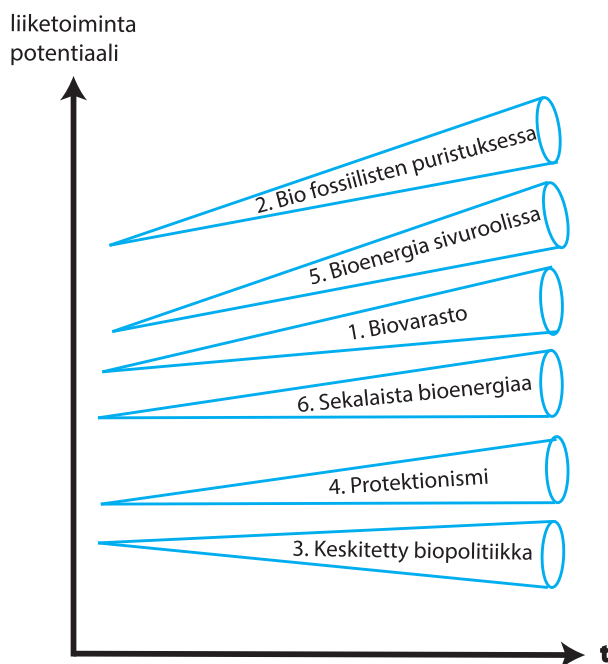 liiketoiminta
potentiaali
2. Bio fossiilisten puristuksessa
5. Bioenergia sivuroolissa
1. Biovarasto
6. Sekalaista bioenergiaa
4. Protektionismi
3. Keskitetty biopolitiikka
t